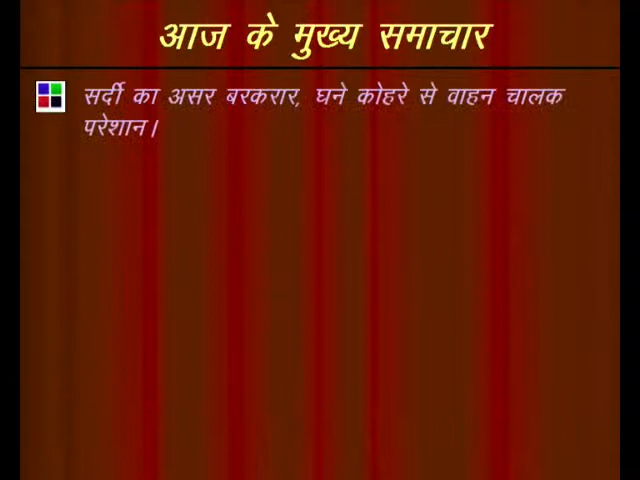 आज के मुख्य समाचार
सर्दी का असर बरकरार, घने कोहरे से वाहन चालक
परेशान।